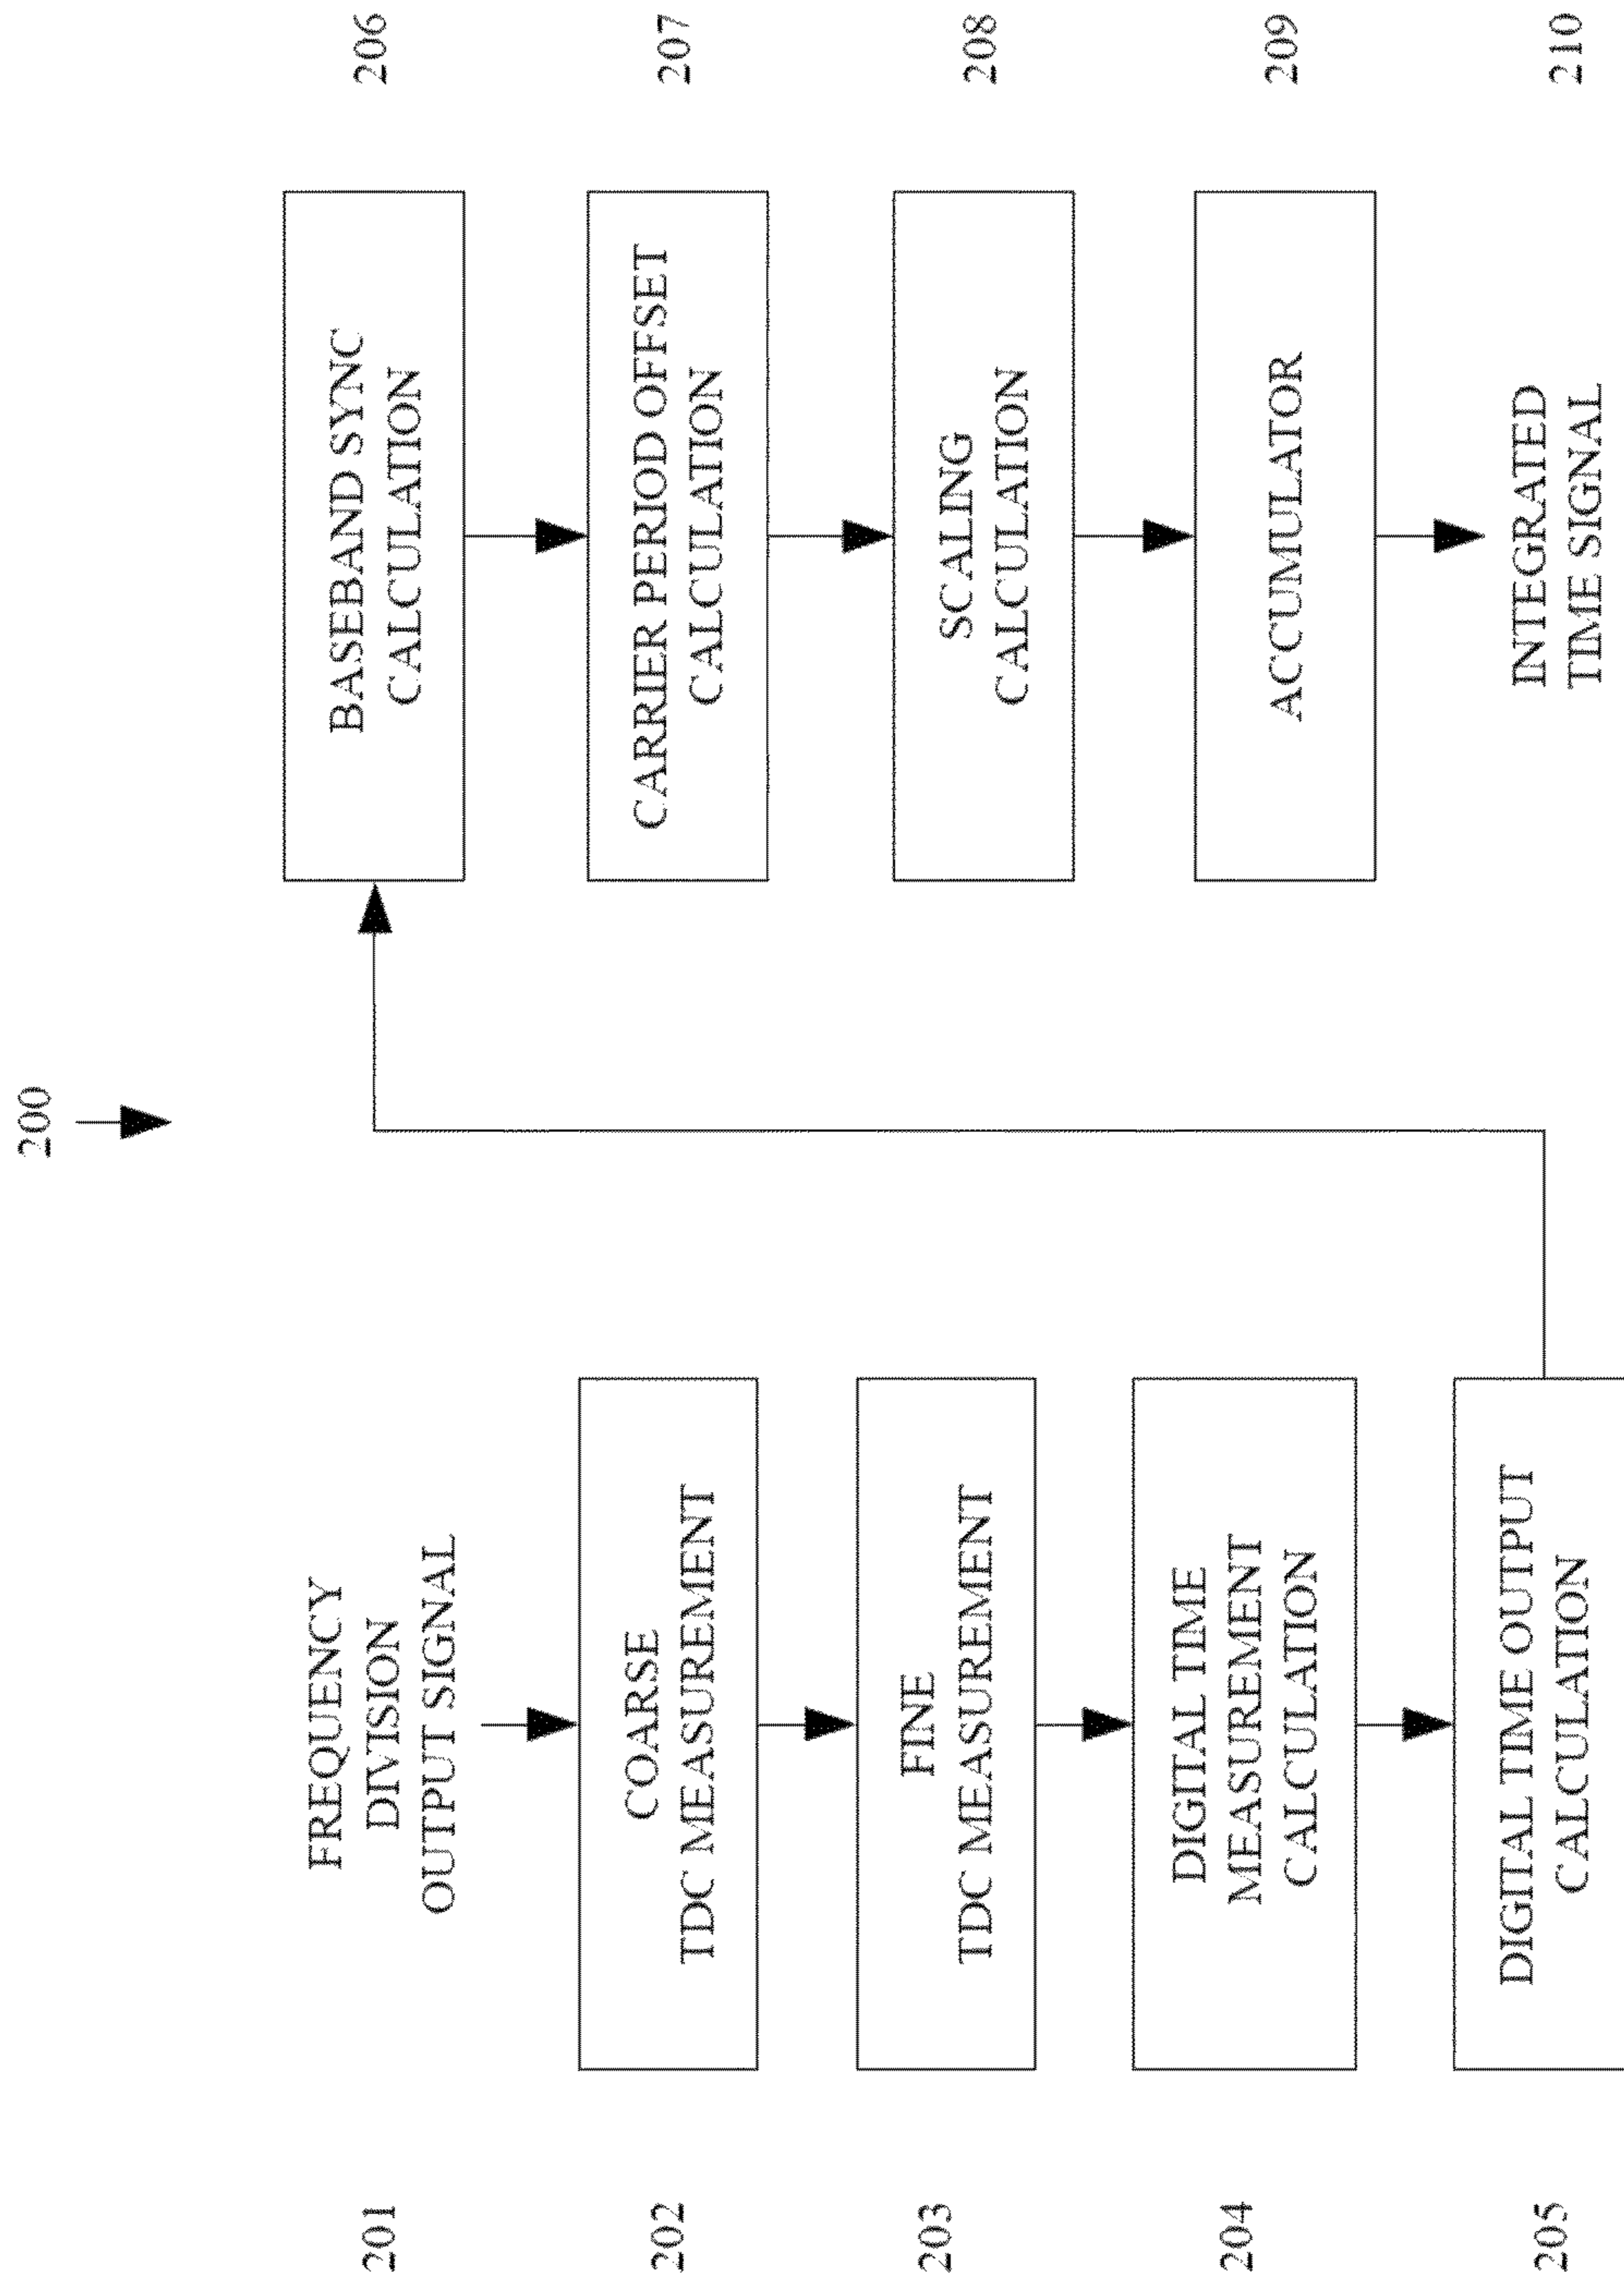 200
201
FREQUENCY
DIVISION
OUTPUT SIGNAL
202
COARSE
TDC MEASUREMENT
203
FINE
TDC MEASUREMENT
204
DIGITAL TIME
MEASUREMENT
CALCULATION
205
DIGITAL TIME OUTPUT
CALCULATION
BASEBAND SYNC
CALCULATION
206
CARRIER PERIOD OFFSET
CALCULATION
207
SCALING
CALCULATION
208
ACCUMULATOR
209
INTEGRATED
TIME SIGNAL
210